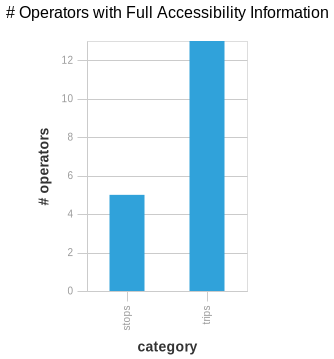 # Operators with Full Accessibility Information
12
10
8
6
4
2
0
# operators
stops
trips
category